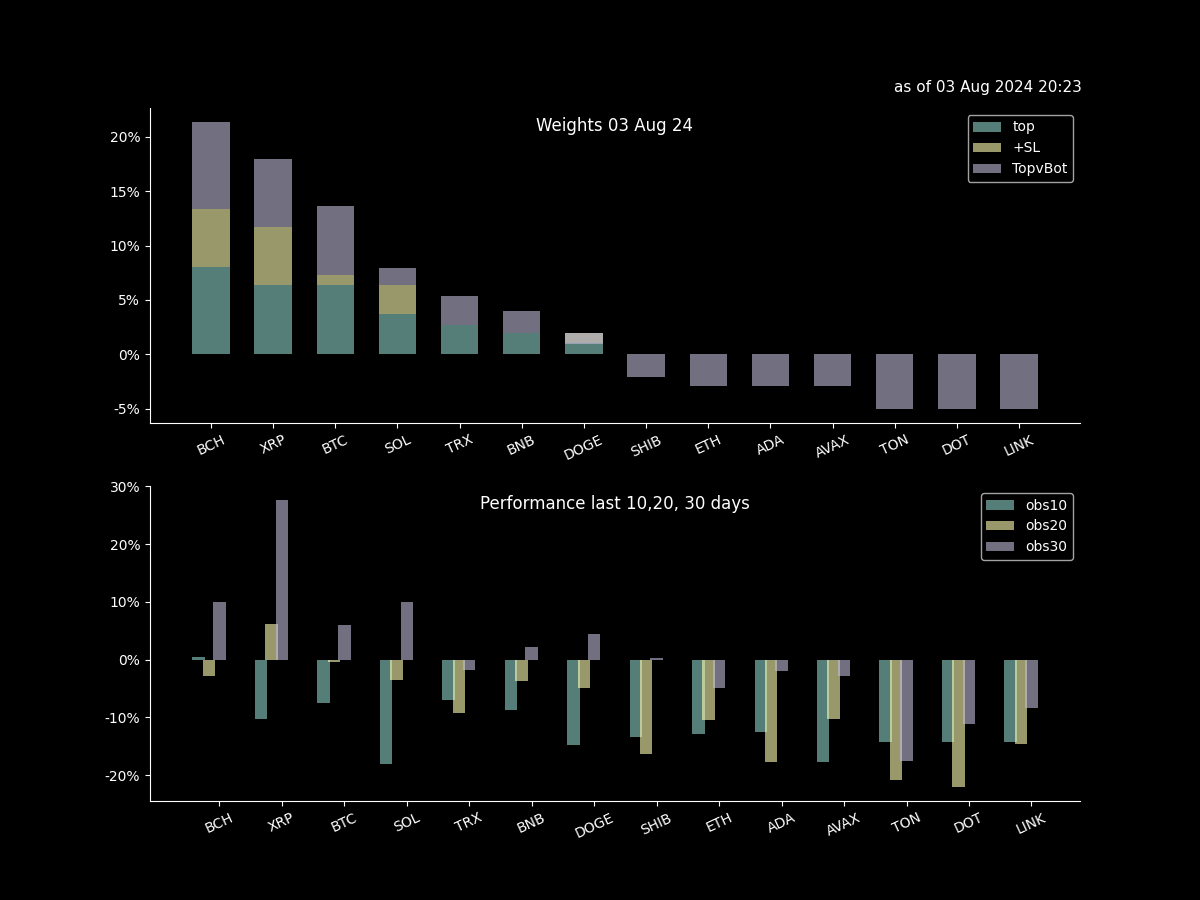 as of 03 Aug 2024 20:23
Weights 03 Aug 24
top
+SL
TopvBot
20%
15%
10%
5%
0%
-5%
BCH XRP BTC SOL TRX BNB DOGE SHIB ETH ADA AVAX TON DOT LINK
Performance last 10,20, 30 days
obs10
obs20
obs30
30%
20%
10%
0%
-10%
-20%
BCH XRP BTC SOL TRX BNB DOGE SHIB ETH ADA AVAX TON DOT LINK